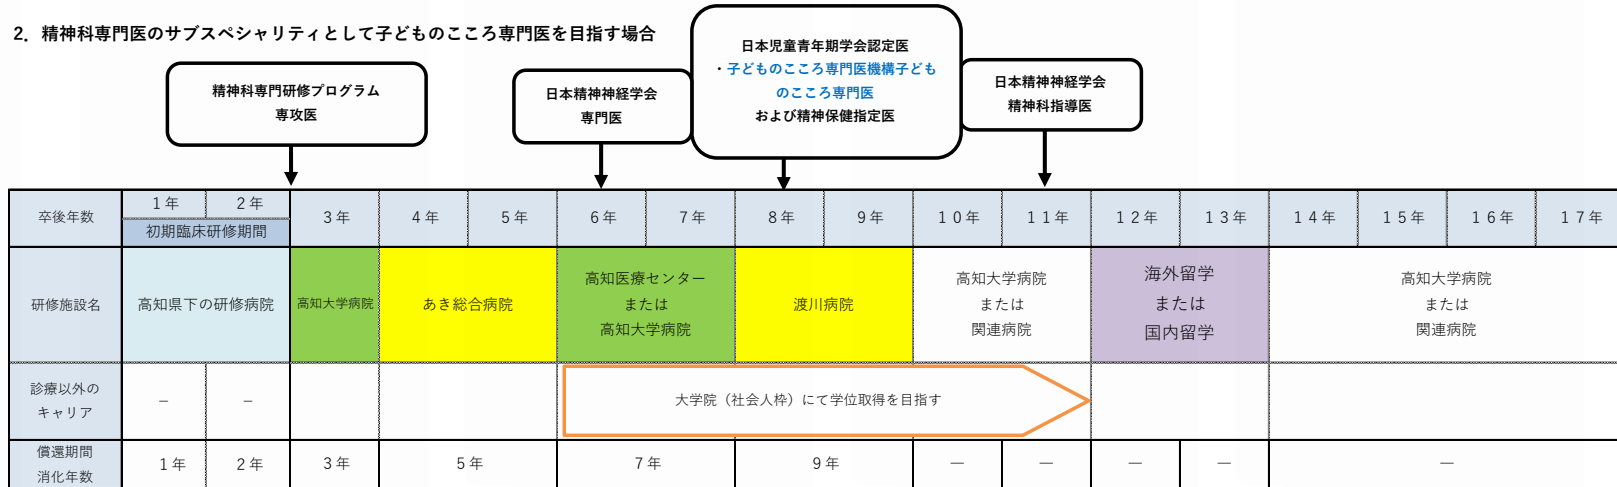 2．精神科専門医のサブスペシャリティとして子どものこころ専門医を目指す場合
精神科専門研修プログラム
専攻医
日本精神神経学会
専門医
日本児童青年期学会認定医
・子どものこころ専門医機構子ども
のこころ専門医
および精神保健指定医
日本精神神経学会
精神科指導医
卒後年数
1年
2年
初期臨床研修期間
3年
4年
5年
6年
7年
8年
9年
10年
11年
12年
13年
14年
15年
16年
17年
研修施設名
高知県下の研修病院
高知大学病院
あき総合病院
高知医療センター
または
高知大学病院
渡川病院
高知大学病院
または
関連病院
海外留学
または
国内留学
高知大学病院
または
関連病院
診療以外の
キャリア
–
–
大学院（社会人枠）にて学位取得を目指す
償還期間
消化年数
1年
2年
3年
5年
7年
9年
—
—
—
—
—